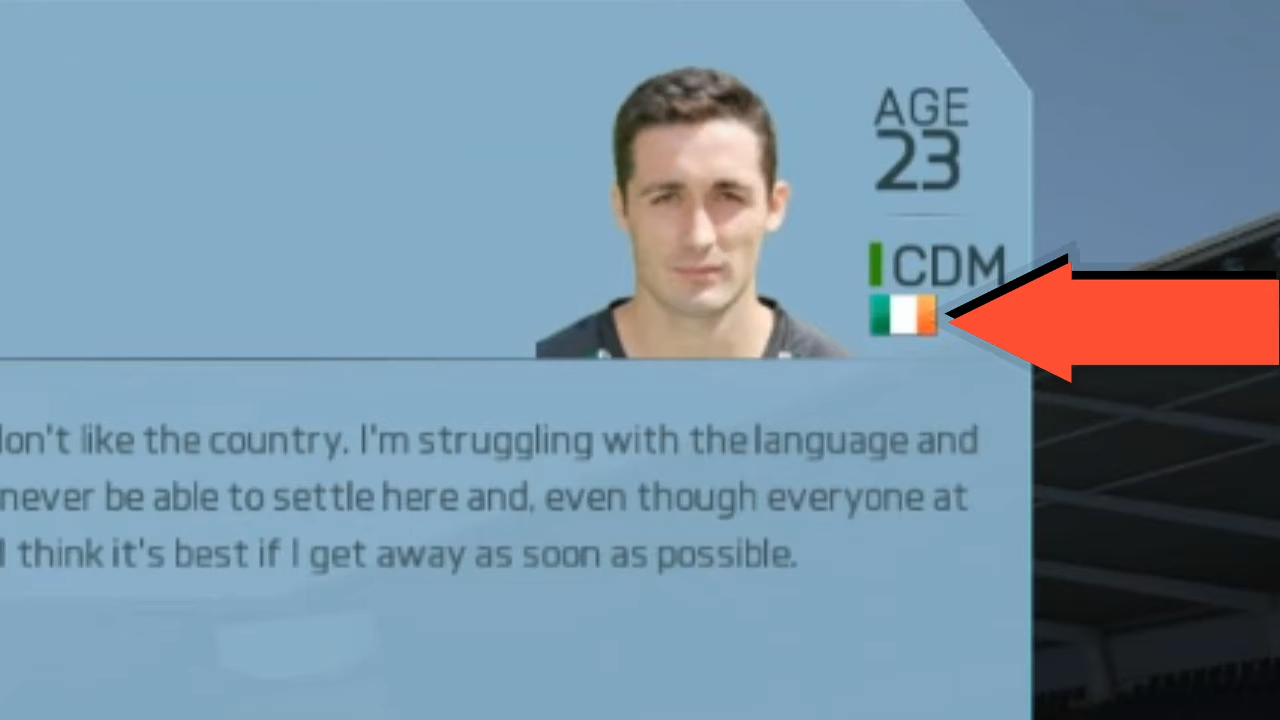 AGE
23
CDM
don't like the country. I'm struggling with the language and
never be able to settle here and, even though everyone at
I think it's best if I get away as soon as possible.